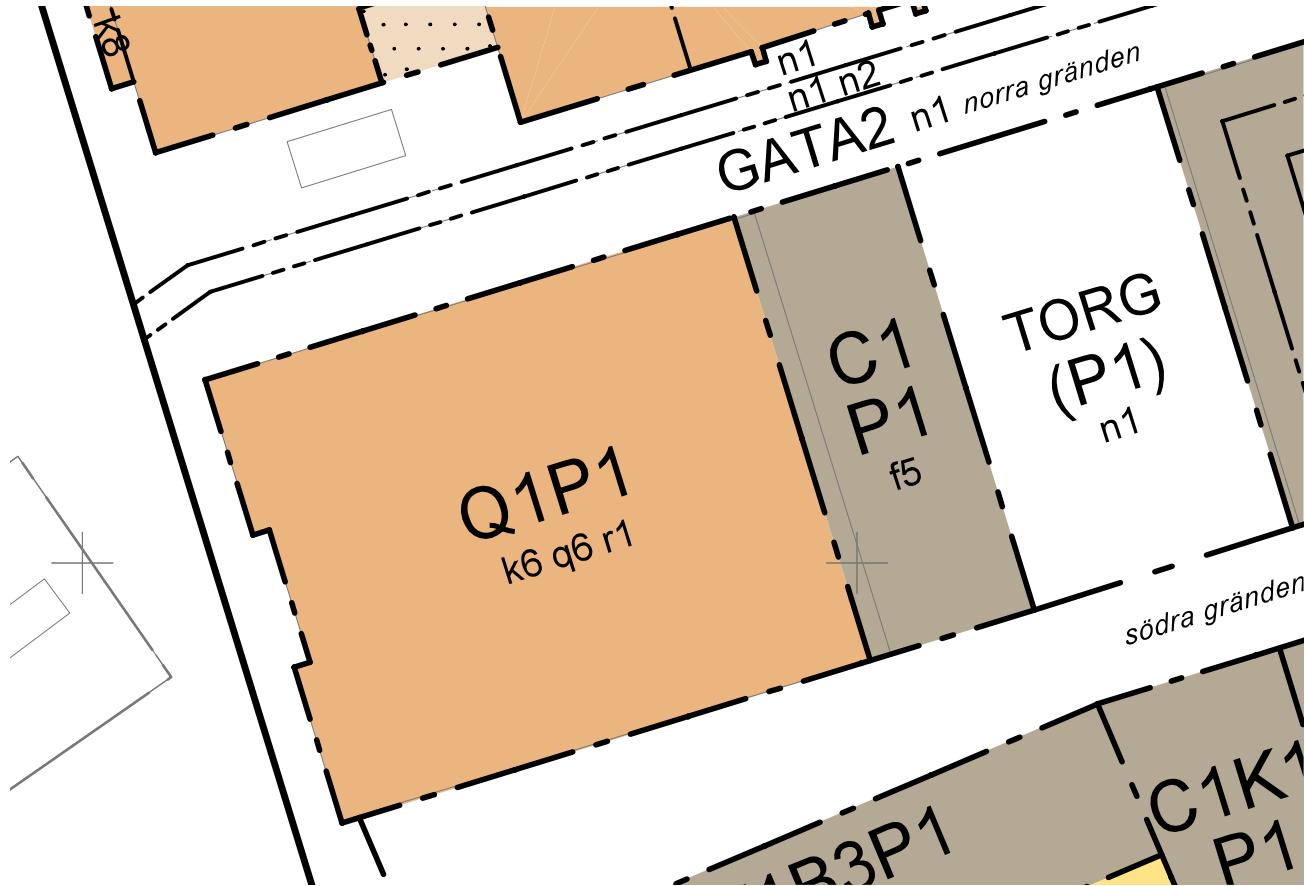 k8
n1
n1 n2
GATA2 n1 norra gränden
C1
P1
f5
TORG
(P1)
n1
Q1P1
k6 q6 r1
södra gränden
C1K1
P1
B3P1